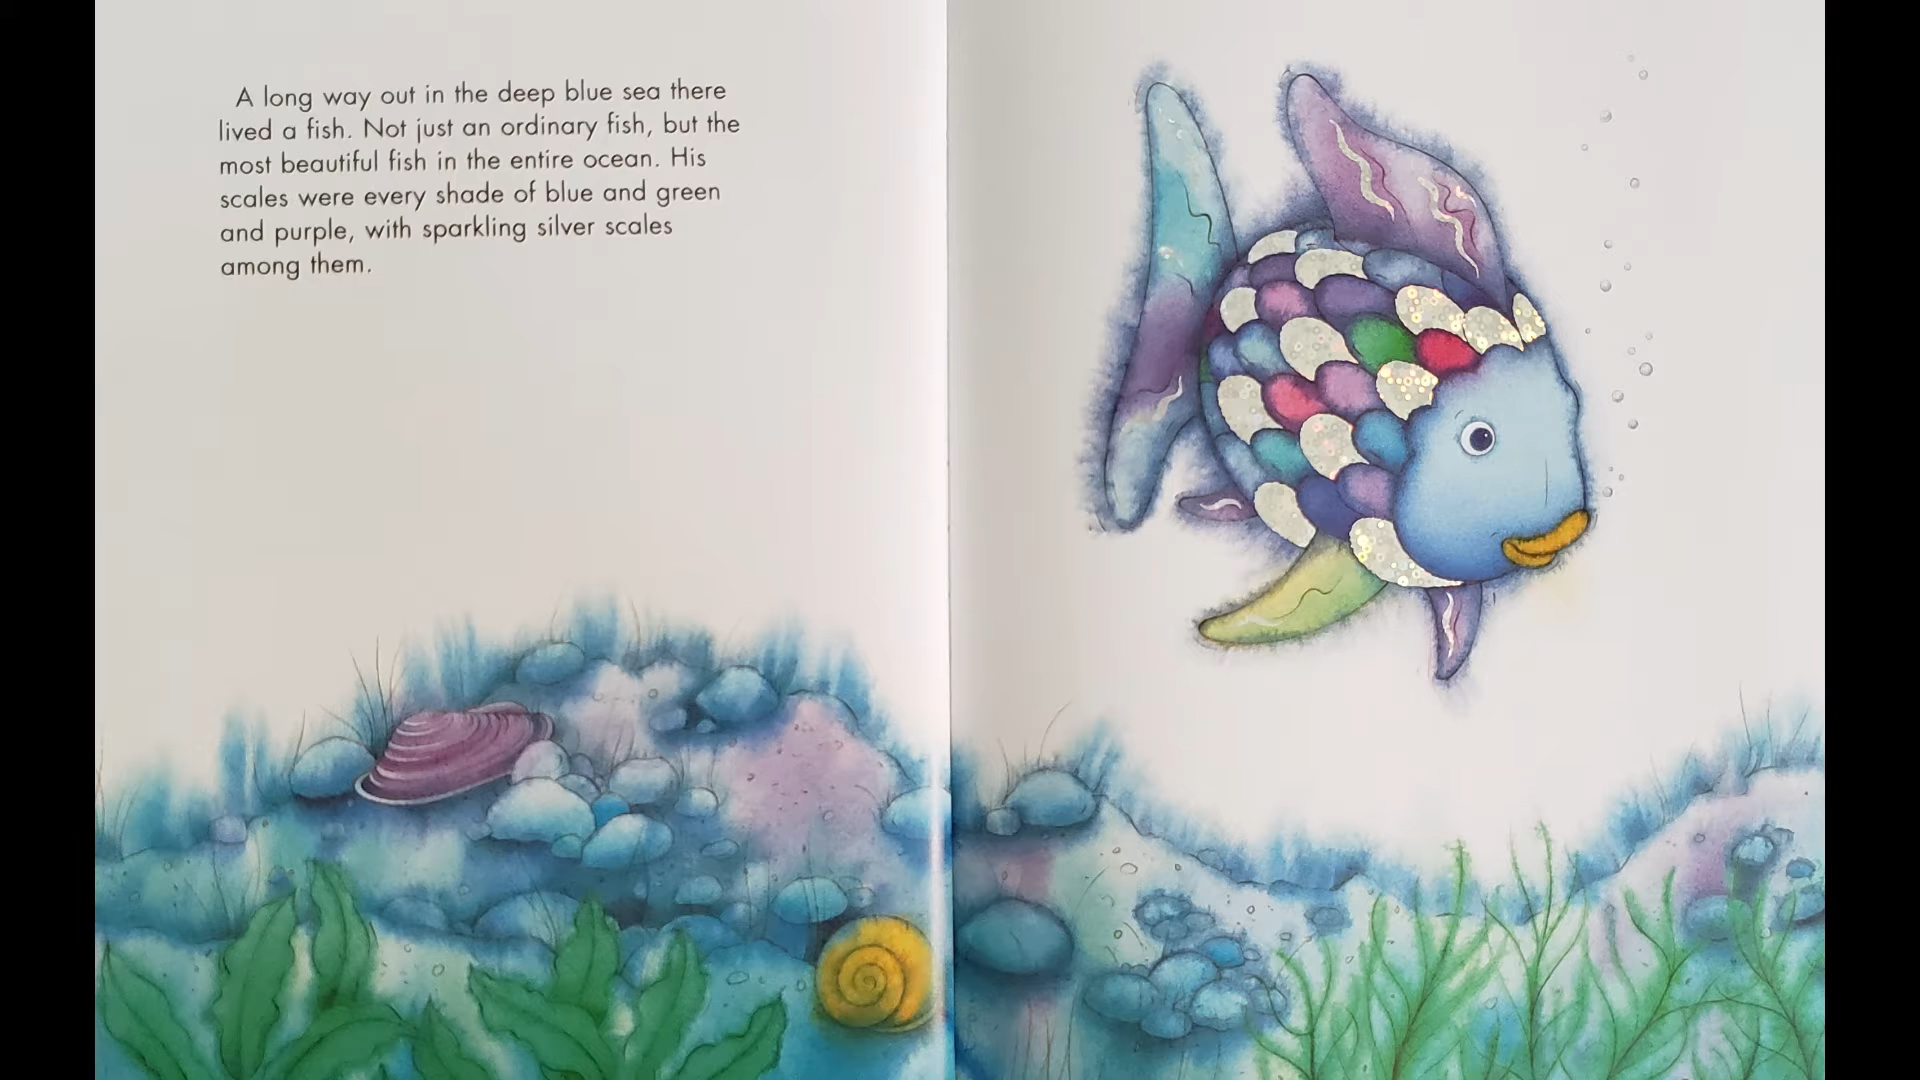 A long way out in the deep blue sea there
lived a fish. Not just an ordinary fish, but the
most beautiful fish in the entire ocean. His
scales were every shade of blue and green
and purple, with sparkling silver scales
among them.